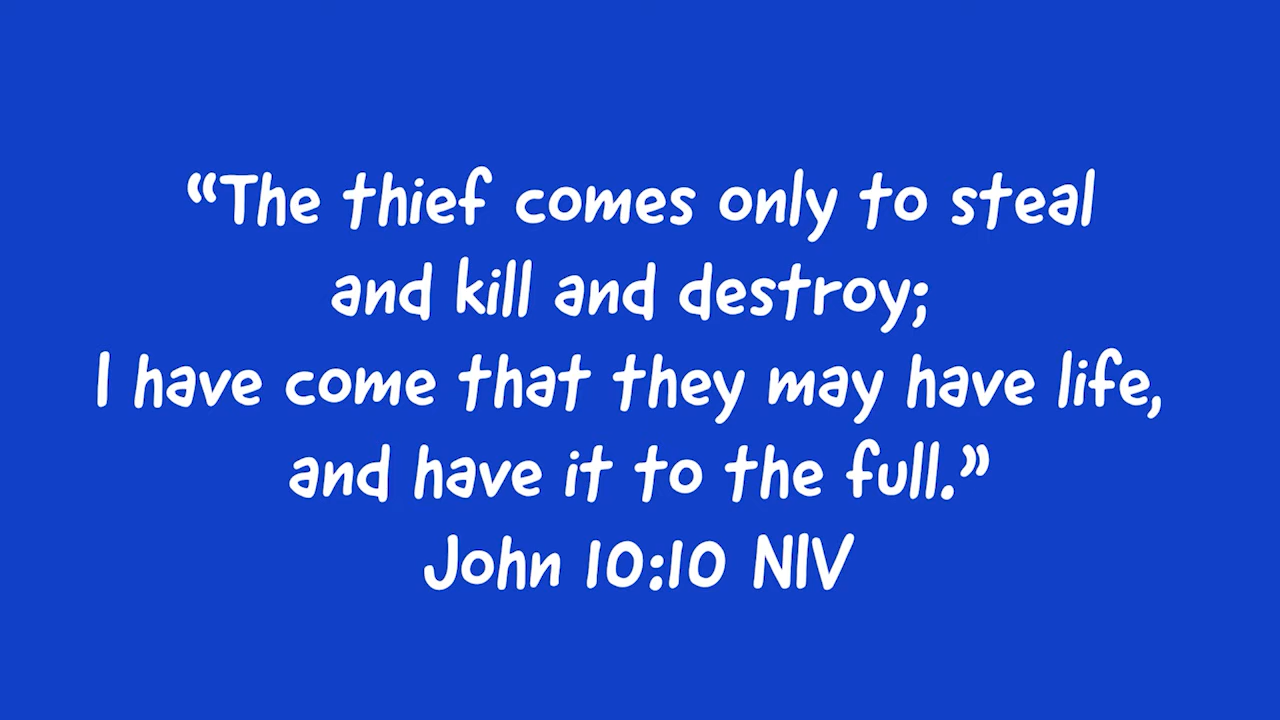 “The thief comes only to steal
and kill and destroy;
I have come that they may have life,
and have it to the full.”
John 10:10 NIV